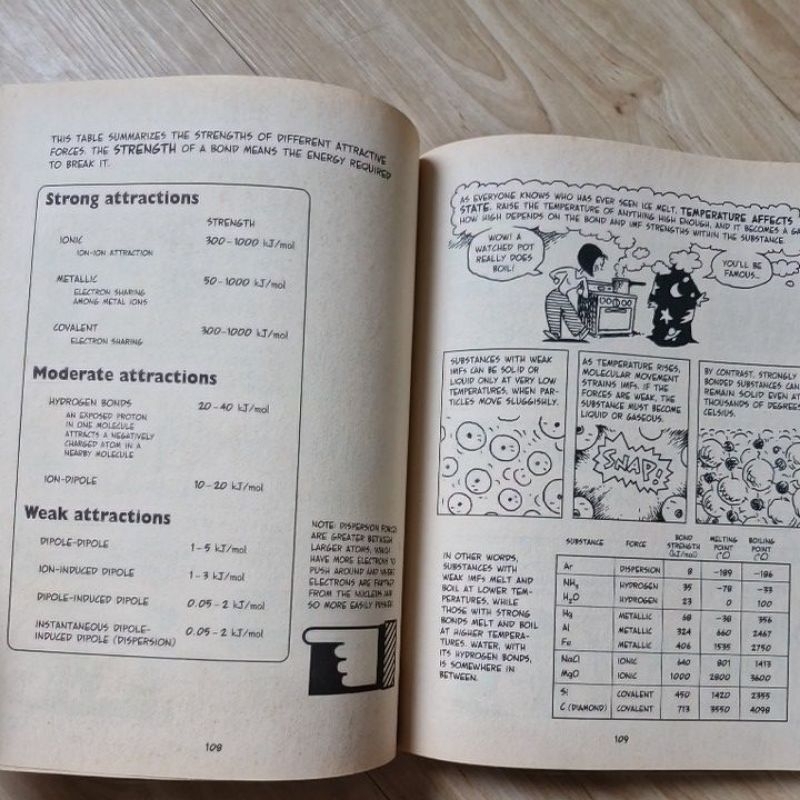 THIS TABLE SUMMARIZES THE STRENGTHS OF DIFFERENT ATTRACTIVE
FORCES. THE STRENGTH OF A BOND MEANS THE ENERGY REQUIRED
TO BREAK IT.
Strong attractions
STRENGTH
IONIC 300-1000 kJ/mol
ION-ION ATTRACTION
METALLIC 50-1000 kJ/mol
ELECTRON SHARING
AMONG METAL IONS
COVALENT 300-1000 kJ/mol
ELECTRON SHARING
Moderate attractions
HYDROGEN BONDS 20-40 kJ/mol
AN EXPOSED PROTON
IN ONE MOLECULE
ATTRACTS A NEGATIVELY
CHARGED ATOM IN A
NEARBY MOLECULE
ION-DIPOLE 10-20 kJ/mol
Weak attractions
DIPOLE-DIPOLE 1-5 kJ/mol
ION-INDUCED DIPOLE 1-3 kJ/mol
DIPOLE-INDUCED DIPOLE 0.05-2 kJ/mol
INSTANTANEOUS DIPOLE-
INDUCED DIPOLE (DISPERSION) 0.05-2 kJ/mol
NOTE: DISPERSION FORCES
ARE GREATER BETWEEN
LARGER ATOMS, WHICH
HAVE MORE ELECTRONS TO
PUSH AROUND AND WHERE
ELECTRONS ARE FARTHER
FROM THE NUCLEUS AND
SO MORE EASILY PUSHED.
108
AS EVERYONE KNOWS WHO HAS EVER SEEN ICE MELT, TEMPERATURE AFFECTS
STATE. RAISE THE TEMPERATURE OF ANYTHING HIGH ENOUGH, AND IT BECOMES A
HOW HIGH DEPENDS ON THE BOND AND IMF STRENGTHS WITHIN THE SUBSTANCE.
WOW! A
WATCHED POT
REALLY DOES
BOIL!
YOU'LL BE
FAMOUS...
SUBSTANCES WITH WEAK
IMFS CAN BE SOLID OR
LIQUID ONLY AT VERY LOW
TEMPERATURES, WHEN PAR-
TICLES MOVE SLUGGISHLY.
AS TEMPERATURE RISES,
MOLECULAR MOVEMENT
STRAINS IMFS. IF THE
FORCES ARE WEAK, THE
SUBSTANCE MUST BECOME
LIQUID OR GASEOUS.
SNAP!
BY CONTRAST, STRONGLY
BONDED SUBSTANCES CAN
REMAIN SOLID EVEN AT
THOUSANDS OF DEGREES
CELSIUS.
IN OTHER WORDS,
SUBSTANCES WITH
WEAK IMFS MELT AND
BOIL AT LOWER TEM-
PERATURES, WHILE
THOSE WITH STRONG
BONDS MELT AND BOIL
AT HIGHER TEMPERA-
TURES. WATER, WITH
ITS HYDROGEN BONDS,
IS SOMEWHERE IN
BETWEEN.
SUBSTANCE FORCE BOND STRENGTH (kJ/mol) MELTING POINT (°C) BOILING POINT (°C)
Ar DISPERSION 8 -189 -186
NH3 HYDROGEN 35 -78 -33
H2O HYDROGEN 23 0 100
Hg METALLIC 68 -38 356
Al METALLIC 324 660 2467
Fe METALLIC 406 1535 2750
NaCl IONIC 640 801 1413
MgO IONIC 1000 2800 3600
Si COVALENT 450 1420 2355
C (DIAMOND) COVALENT 713 3550 4098
109